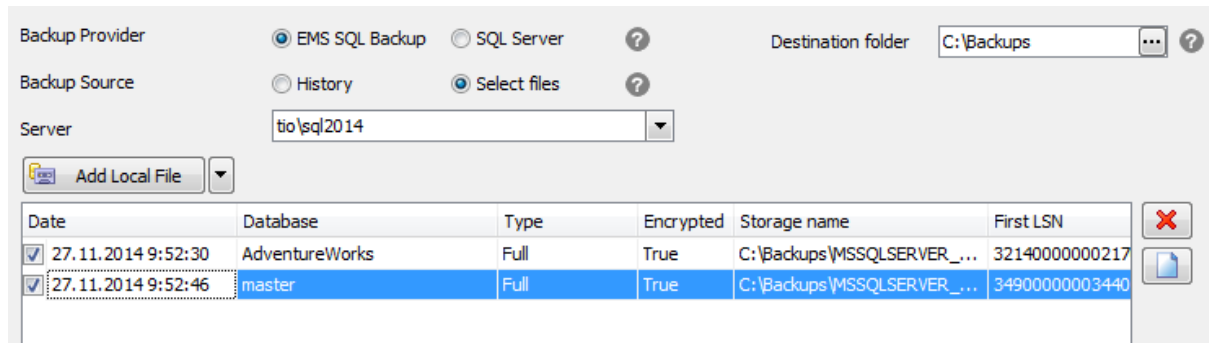 Backup Provider EMS SQL Backup SQL Server ? Destination folder C:\Backups ... ?
Backup Source History Select files ?
Server tio\sql2014
Add Local File
Date Database Type Encrypted Storage name First LSN
27.11.2014 9:52:30 AdventureWorks Full True C:\Backups\MSSQLSERVER_... 32140000000217
27.11.2014 9:52:46 master Full True C:\Backups\MSSQLSERVER_... 34900000003440